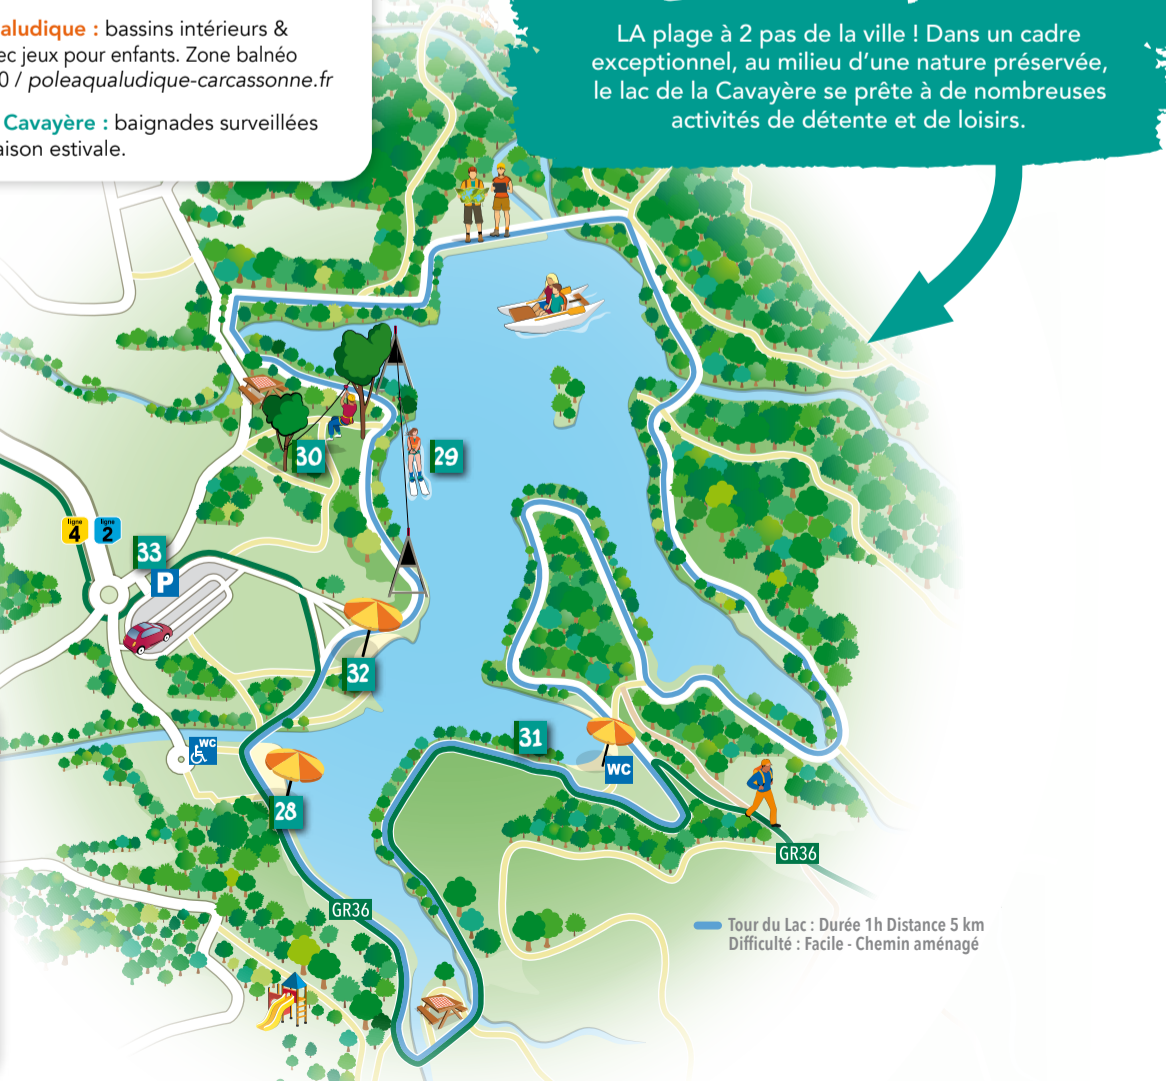 aludique : bassins intérieurs &
ec jeux pour enfants. Zone balnéo
0 / poleaqualudique-carcassonne.fr
Cavayère : baignades surveillées
aison estivale.
LA plage à 2 pas de la ville ! Dans un cadre
exceptionnel, au milieu d’une nature préservée,
le lac de la Cavayère se prête à de nombreuses
activités de détente et de loisirs.
30
29
ligne
4
ligne
2
33
P
32
31
WC
WC
28
GR36
GR36
Tour du Lac : Durée 1h Distance 5 km
Difficulté : Facile - Chemin aménagé